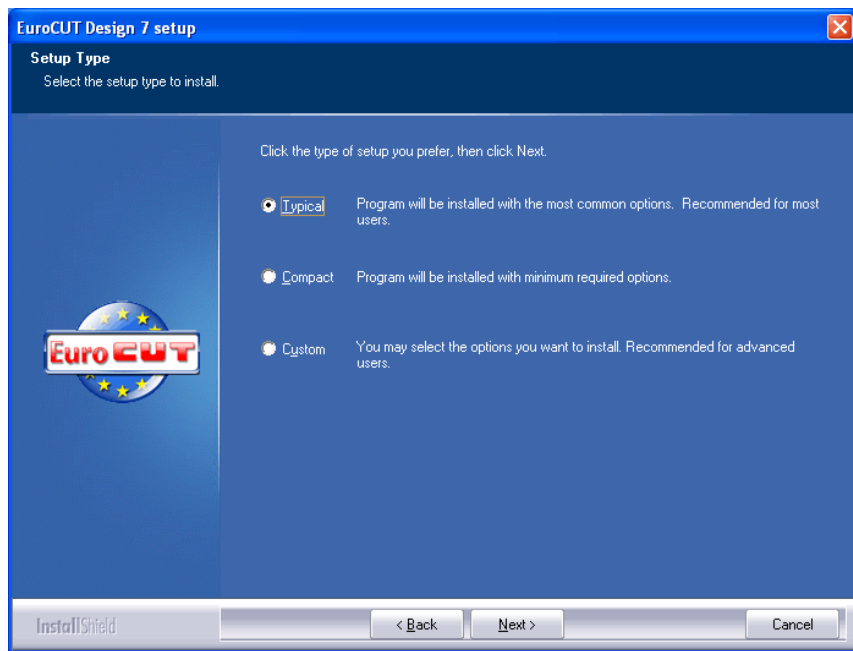 EuroCUT Design 7 setup
Setup Type
Select the setup type to install.
Click the type of setup you prefer, then click Next.
Typical
Program will be installed with the most common options. Recommended for most
users.
Compact
Program will be installed with minimum required options.
Custom
You may select the options you want to install. Recommended for advanced
users.
Euro CUT
InstallShield
< Back
Next >
Cancel